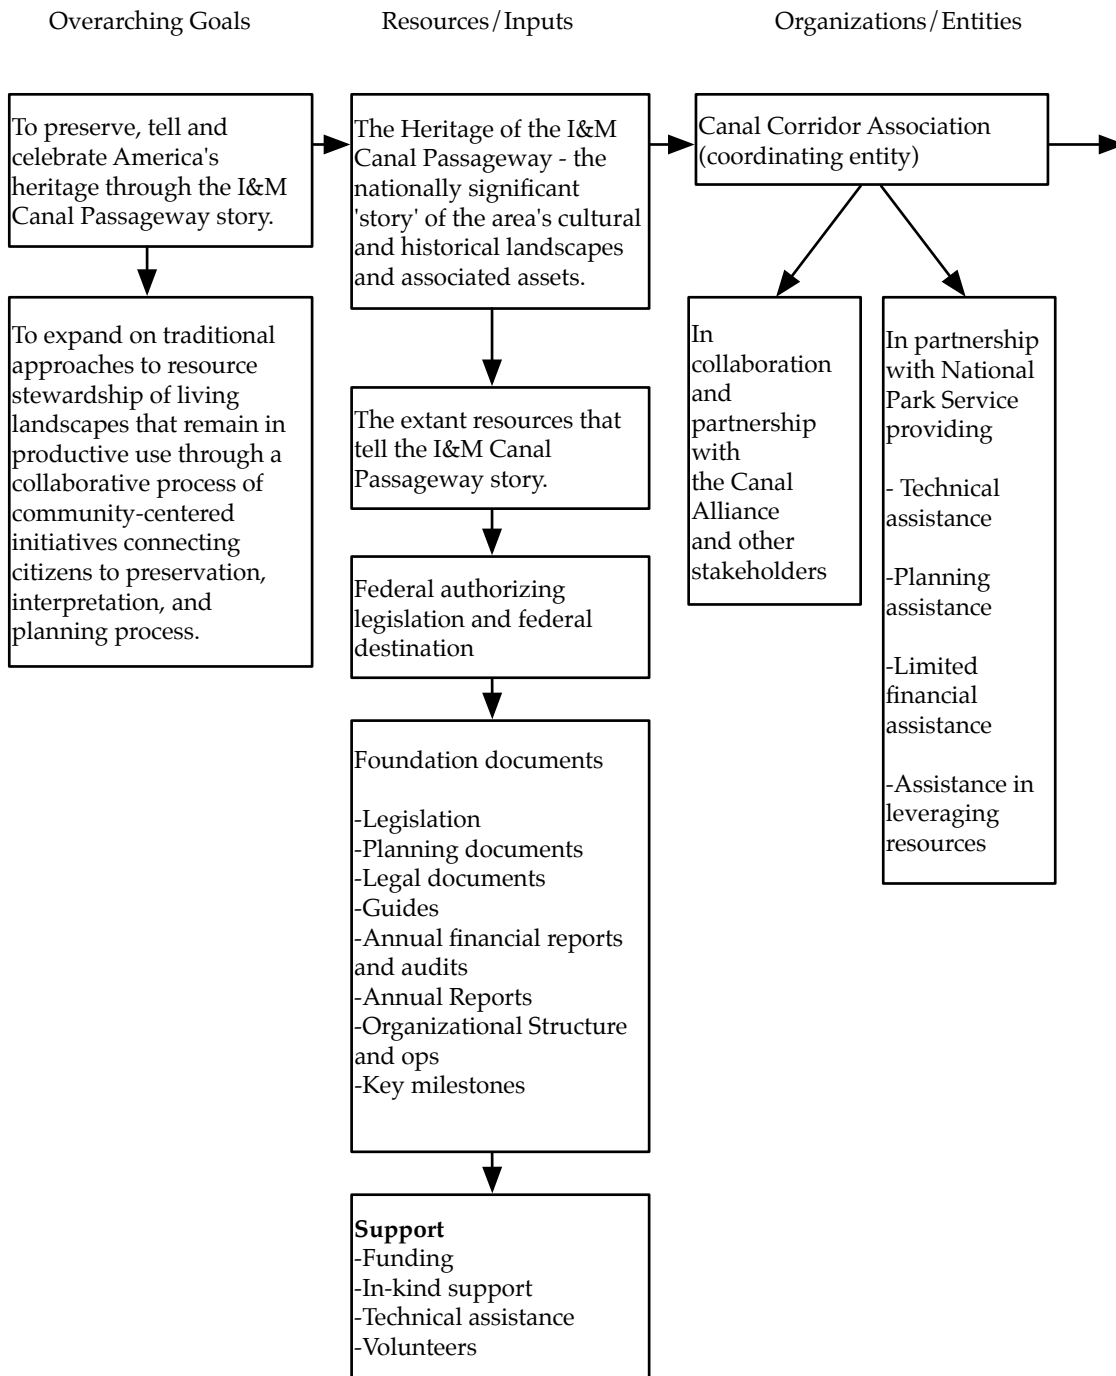 Overarching Goals
Resources/Inputs
Organizations/Entities
To preserve, tell and
celebrate America's
heritage through the I&M
Canal Passageway story.
To expand on traditional
approaches to resource
stewardship of living
landscapes that remain in
productive use through a
collaborative process of
community-centered
initiatives connecting
citizens to preservation,
interpretation, and
planning process.
The Heritage of the I&M
Canal Passageway - the
nationally significant
'story' of the area's cultural
and historical landscapes
and associated assets.
The extant resources that
tell the I&M Canal
Passageway story.
Federal authorizing
legislation and federal
destination
Foundation documents
-Legislation
-Planning documents
-Legal documents
-Guides
-Annual financial reports
and audits
-Annual Reports
-Organizational Structure
and ops
-Key milestones
Support
-Funding
-In-kind support
-Technical assistance
-Volunteers
Canal Corridor Association
(coordinating entity)
In
collaboration
and
partnership
with
the Canal
Alliance
and other
stakeholders
In partnership
with National
Park Service
providing
- Technical
assistance
-Planning
assistance
-Limited
financial
assistance
-Assistance in
leveraging
resources